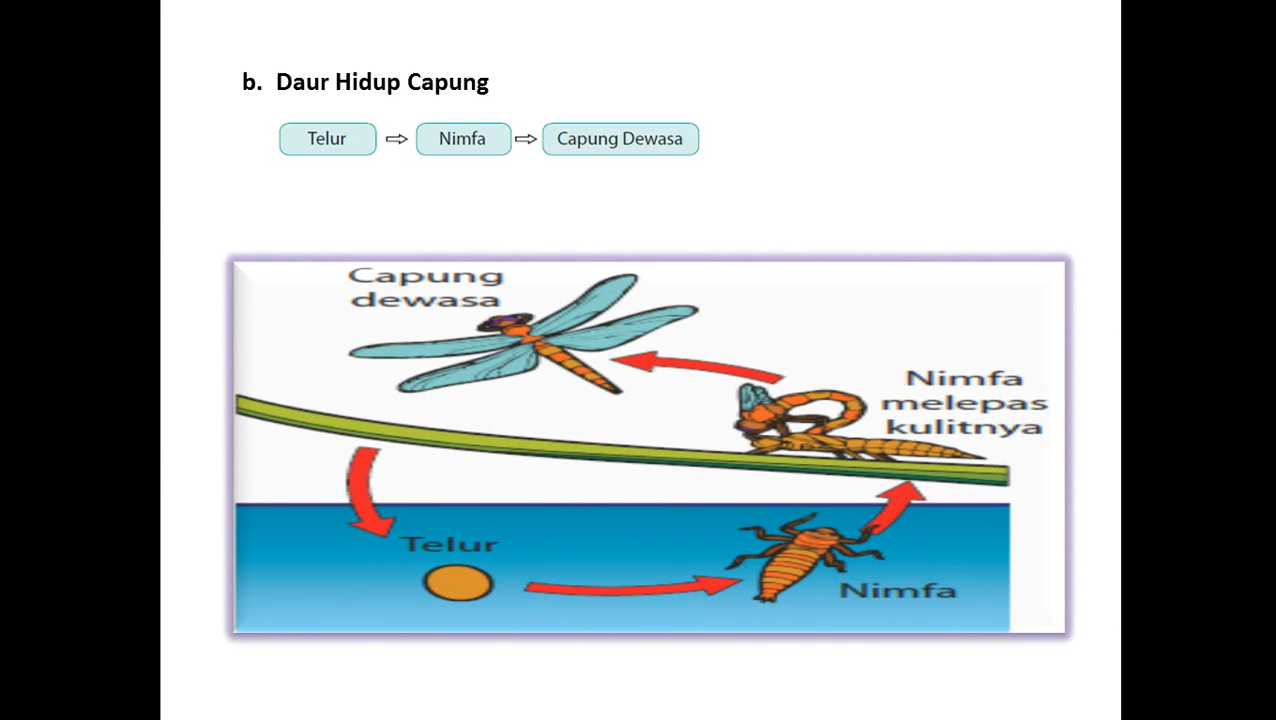 b. Daur Hidup Capung
Telur ⇨ Nimfa ⇨ Capung Dewasa
Capung
dewasa
Nimfa
melepas
kulitnya
Telur
Nimfa